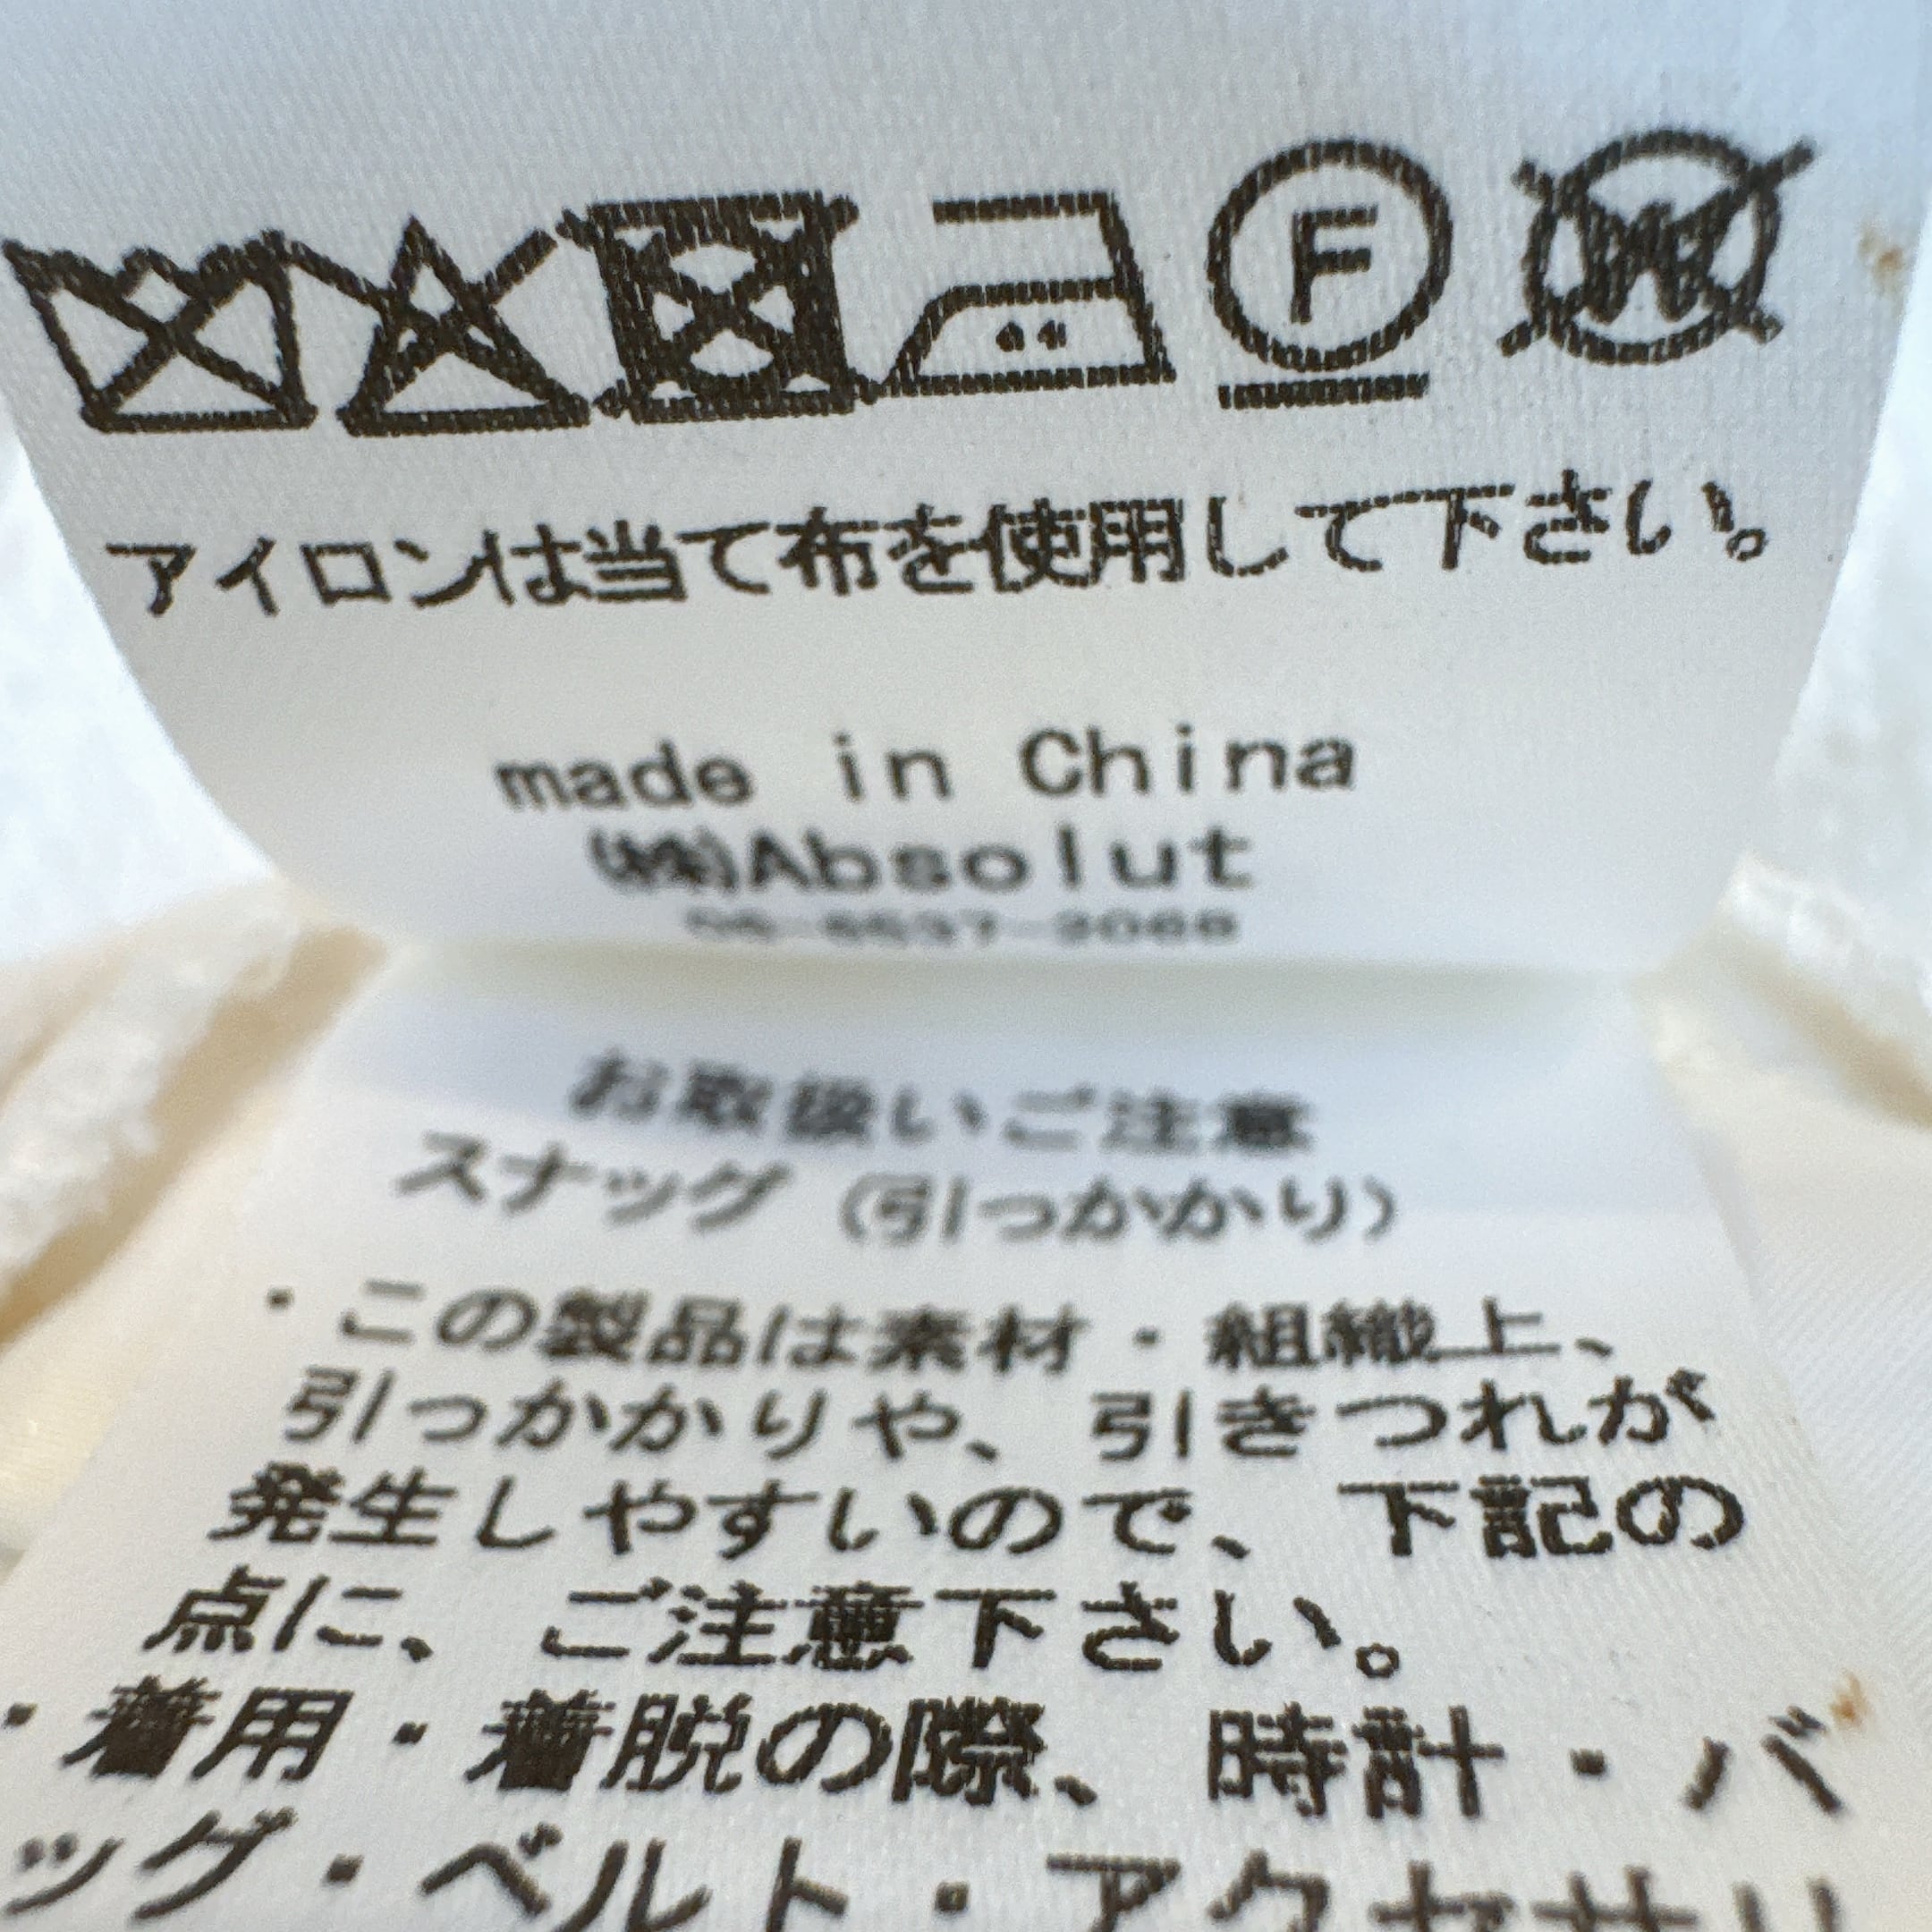 F W
アイロンは当て布を使用して下さい。
made in China
㈱Absolut
お取扱いご注意
スナッグ（引っかかり）
・この製品は素材・組織上、
引っかかりや、引きつれが
発生しやすいので、下記の
点に、ご注意下さい。
・着用・着脱の際、時計・バ
ッグ・ベルト・アクセサリ